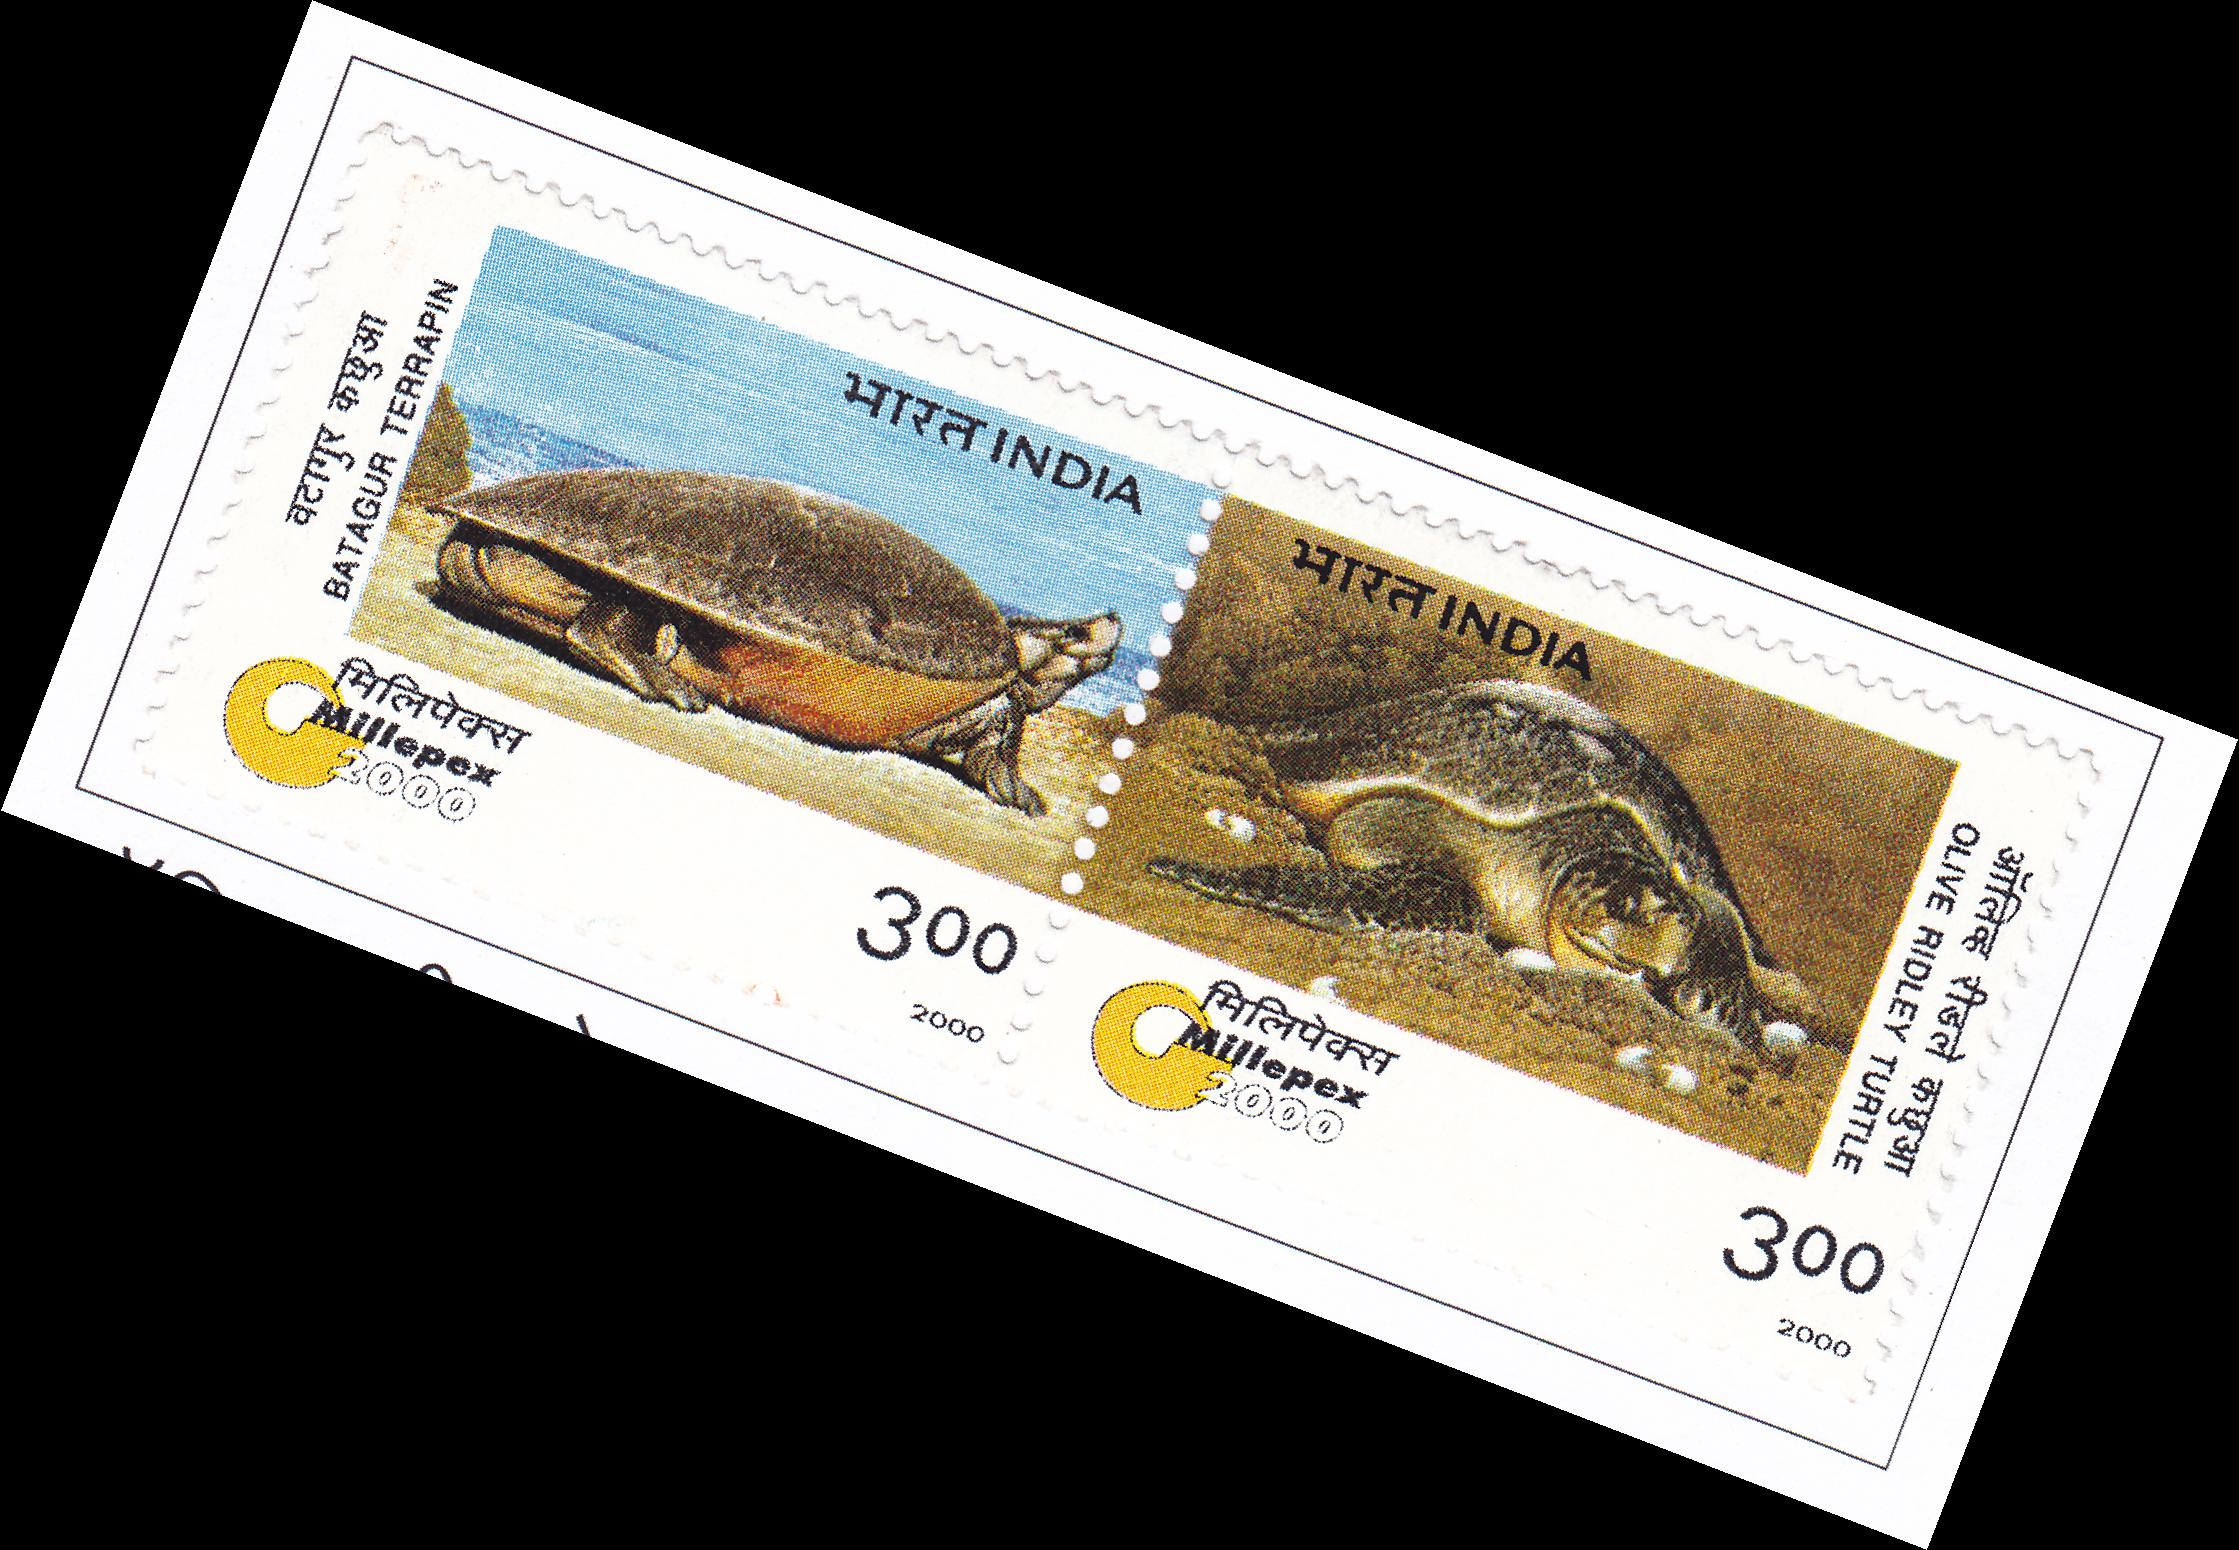 बटागुर कछुआ
BATAGUR TERRAPIN
भारत INDIA
मिलिपेक्स
Millepex
2000
300
2000
भारत INDIA
ऑलिव रीडले कछुआ
OLIVE RIDLEY TURTLE
मिलिपेक्स
Millepex
2000
300
2000